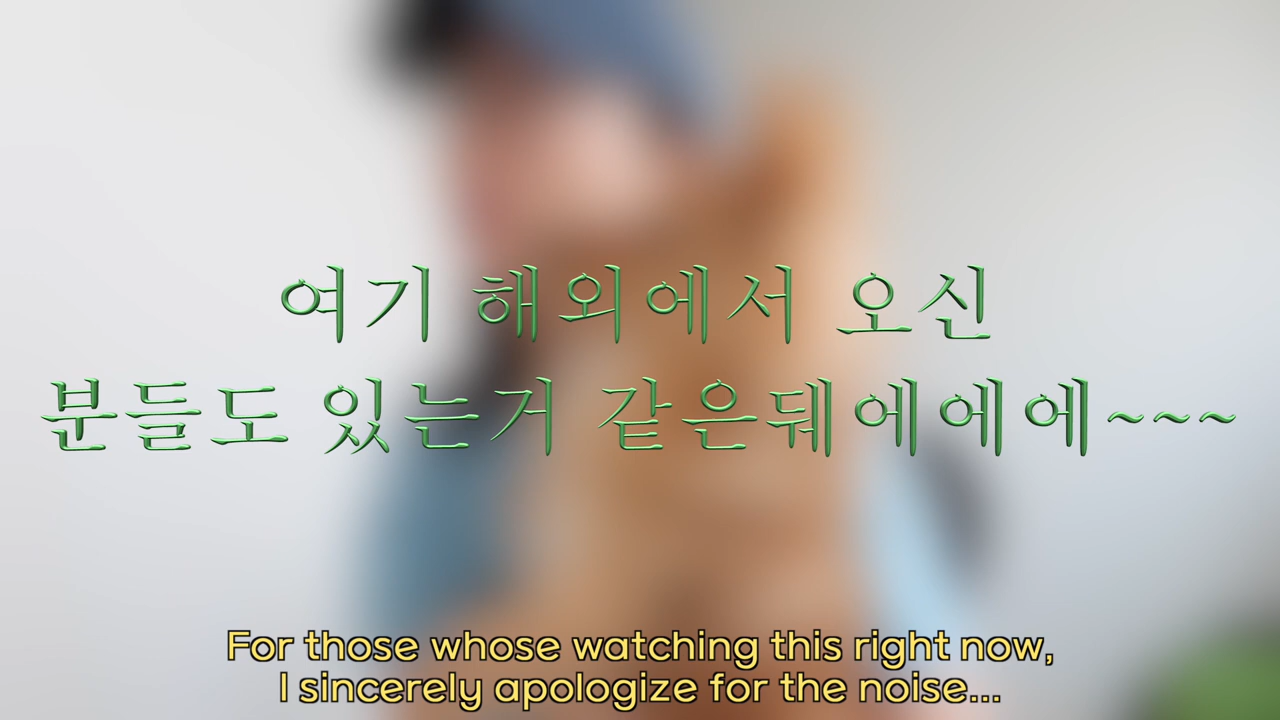 여기 해외에서 오신
분들도 있는거 같은뒈에에에~~~
For those whose watching this right now,
I sincerely apologize for the noise...